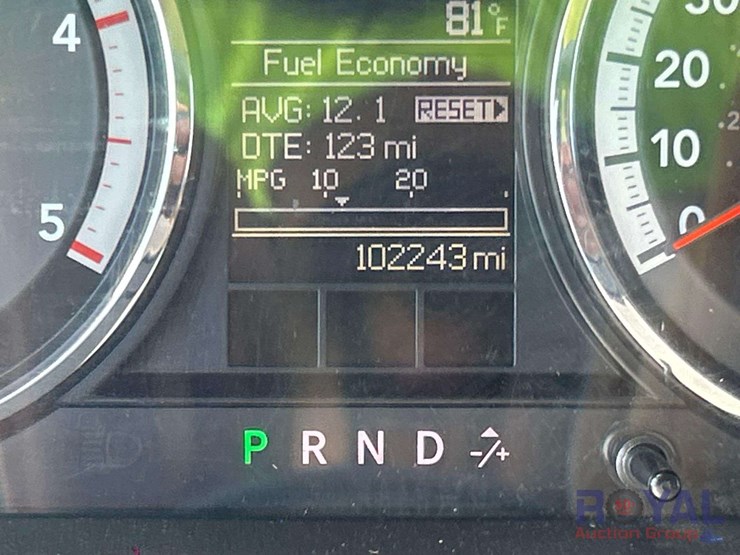 81°F
Fuel Economy
AVG: 12.1 RESET
DTE: 123 mi
MPG 10 20
102243 mi
4
5
30
20
10
0
P R N D -/+
ROYAL
Auction Group